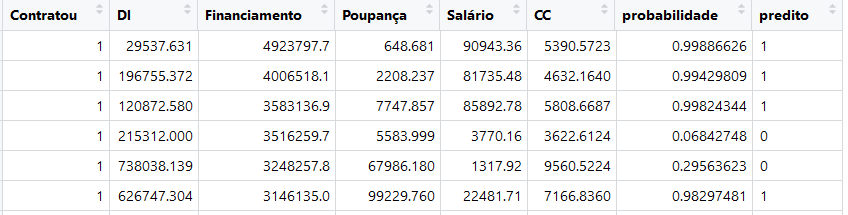 Contratou DI Financiamento Poupança Salário CC probabilidade predito
1 29537.631 4923797.7 648.681 90943.36 5390.5723 0.99886626 1
1 196755.372 4006518.1 2208.237 81735.48 4632.1640 0.99429809 1
1 120872.580 3583136.9 7747.857 85892.78 5808.6687 0.99824344 1
1 215312.000 3516259.7 5583.999 3770.16 3622.6124 0.06842748 0
1 738038.139 3248257.8 67986.180 1317.92 9560.5224 0.29563623 0
1 626747.304 3146135.0 99229.760 22481.71 7166.8360 0.98297481 1